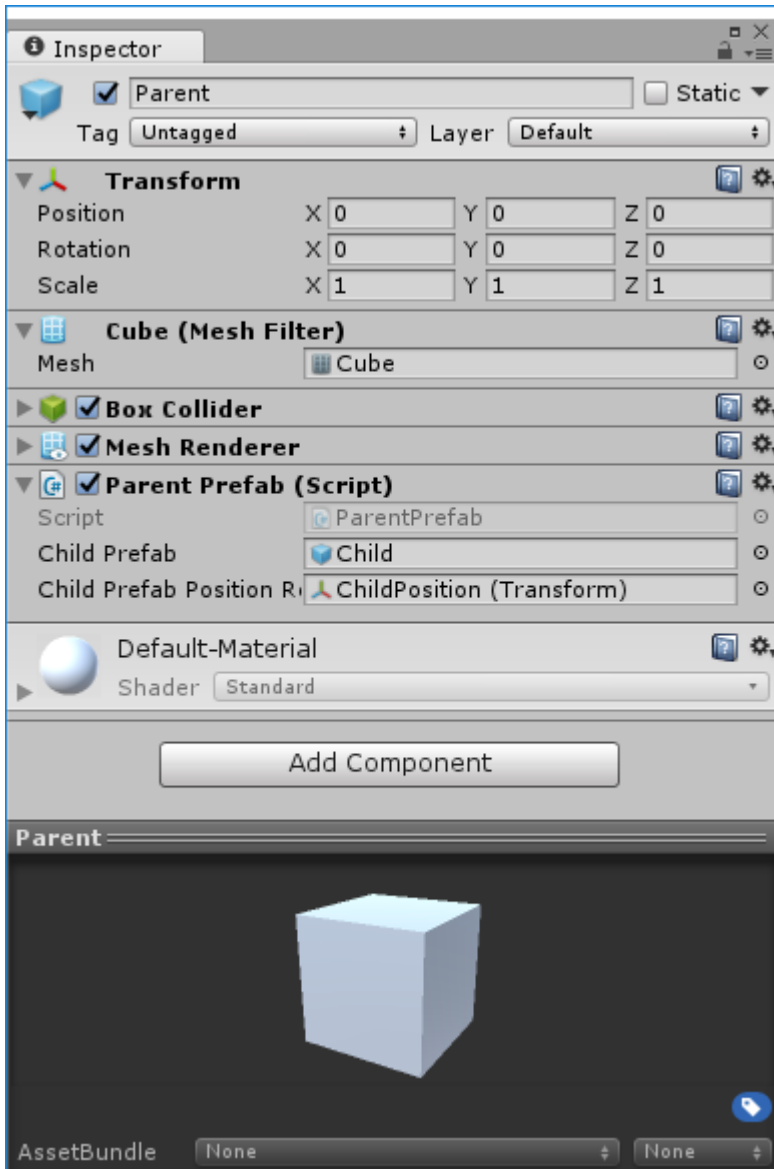 Inspector
Parent Static
Tag Untagged Layer Default
Transform
Position X 0 Y 0 Z 0
Rotation X 0 Y 0 Z 0
Scale X 1 Y 1 Z 1
Cube (Mesh Filter)
Mesh Cube
Box Collider
Mesh Renderer
Parent Prefab (Script)
Script ParentPrefab
Child Prefab Child
Child Prefab Position R ChildPosition (Transform)
Default-Material
Shader Standard
Add Component
Parent
AssetBundle None None